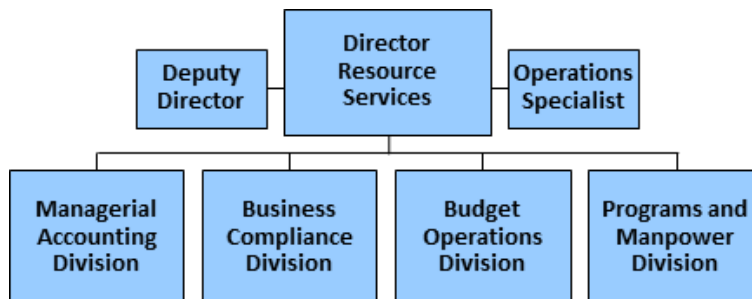 Director
Resource
Services
Deputy
Director
Operations
Specialist
Managerial
Accounting
Division
Business
Compliance
Division
Budget
Operations
Division
Programs and
Manpower
Division